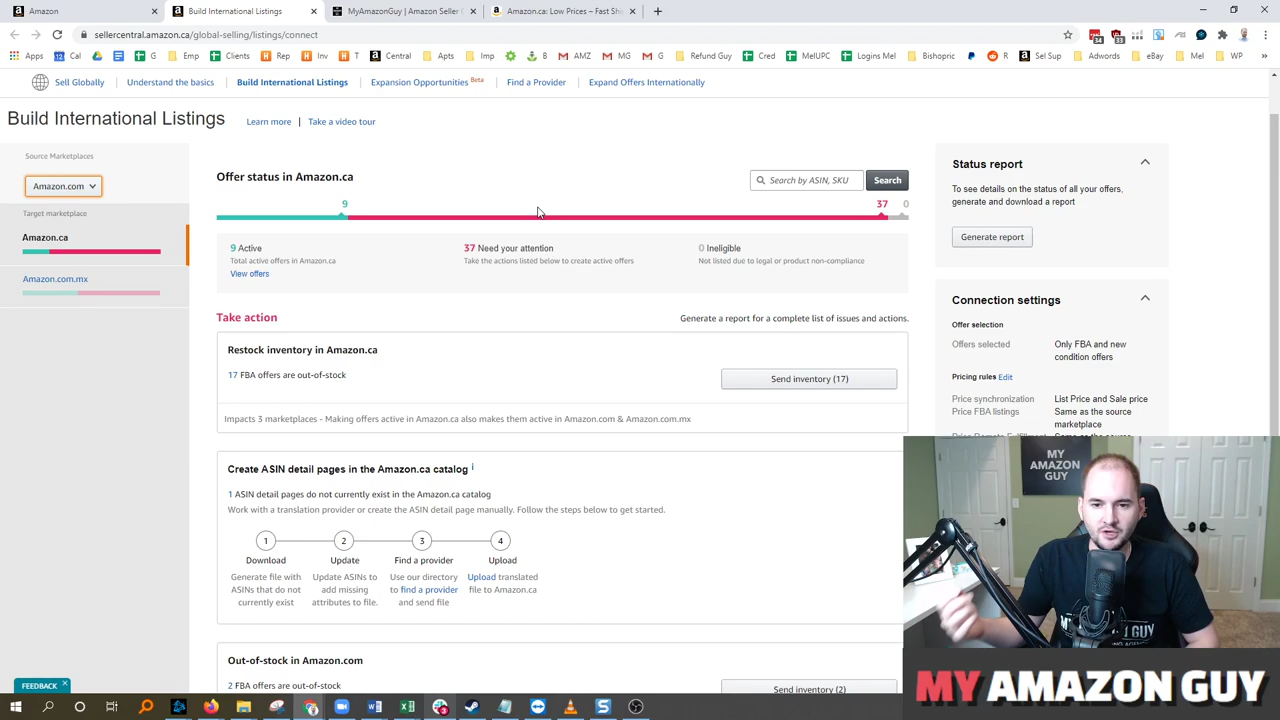 Amazon
Build International Listings
MyAmazonGuy | Amazon Seller C
Amazon.ca: Low Prices – Fast Shi
sellercentral.amazon.com/global-selling/listings/connect
Apps
Cal
G
Emp
Clients
Rep
Inv
H T
Central
Apts
Imp
B
AMZ
MG
G
Refund Guy
Cred
MelUPC
Logins Mel
Bishopric
R
Sel Sup
Adwords
eBay
Mel
WP
Sell Globally
Understand the basics
Build International Listings
Expansion Opportunities Beta
Find a Provider
Expand Offers Internationally
Build International Listings
Learn more | Take a video tour
Source Marketplaces
Amazon.com
Target marketplace
Amazon.ca
Amazon.com.mx
Offer status in Amazon.ca
Search by ASIN, SKU
Search
9
37
0
9 Active
Total active offers in Amazon.ca
View offers
37 Need your attention
Take the actions listed below to create active offers
0 Ineligible
Not listed due to legal or product non-compliance
Take action
Generate a report for a complete list of issues and actions.
Restock inventory in Amazon.ca
17 FBA offers are out-of-stock
Send inventory (17)
Impacts 3 marketplaces - Making offers active in Amazon.ca also makes them active in Amazon.com & Amazon.com.mx
Create ASIN detail pages in the Amazon.ca catalog i
1 ASIN detail pages do not currently exist in the Amazon.ca catalog
Work with a translation provider or create the ASIN detail page manually. Follow the steps below to get started.
1
2
3
4
Download
Update
Find a provider
Upload
Generate file with
ASINs that do not
currently exist
Update ASINs to
add missing
attributes to file.
Use our directory
to find a provider
and send file
Upload translated
file to Amazon.ca
Out-of-stock in Amazon.com
2 FBA offers are out-of-stock
Send inventory (2)
Status report
To see details on the status of all your offers,
generate and download a report
Generate report
Connection settings
Offer selection
Offers selected
Only FBA and new
condition offers
Pricing rules Edit
Price synchronization
List Price and Sale price
Price FBA listings
Same as the source
marketplace
FEEDBACK
MY
AMAZON
GUY
MY AMAZON GUY